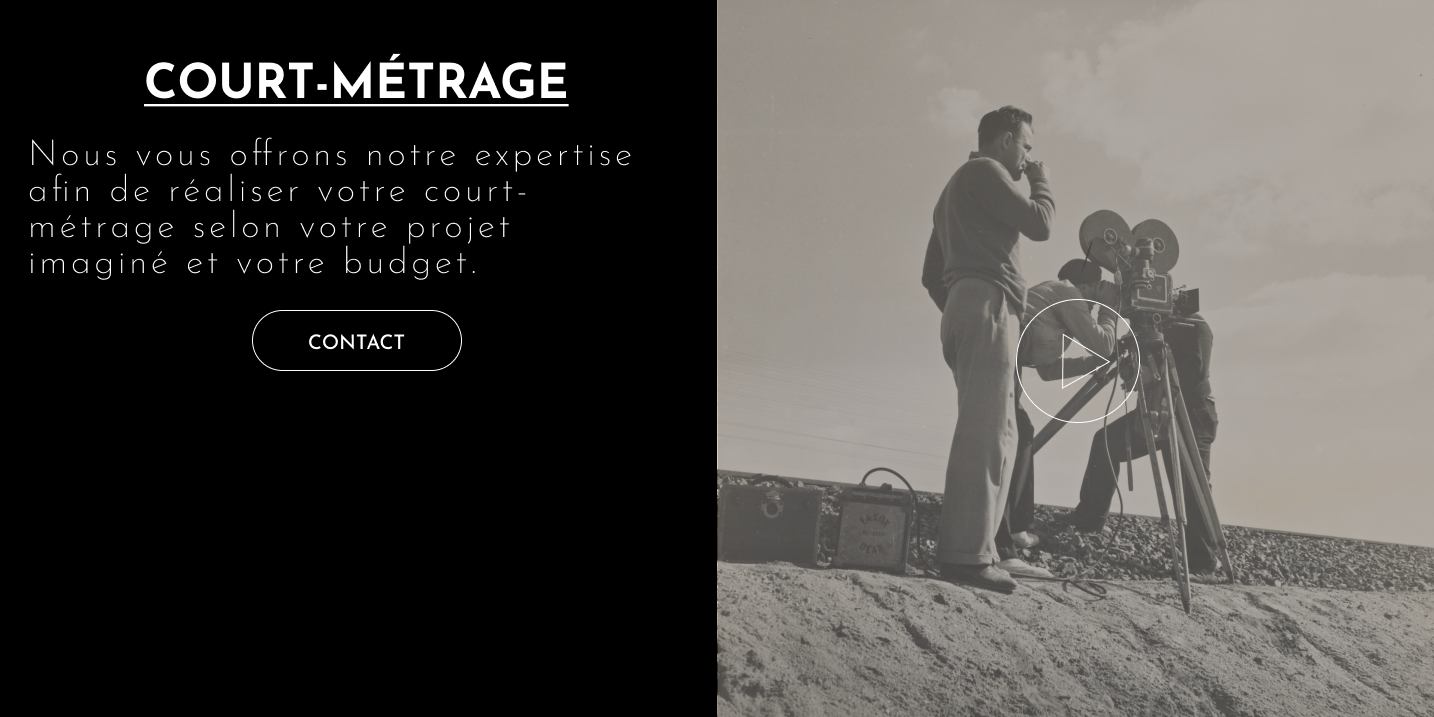 COURT-MÉTRAGE
Nous vous offrons notre expertise
afin de réaliser votre court-
métrage selon votre projet
imaginé et votre budget.
CONTACT